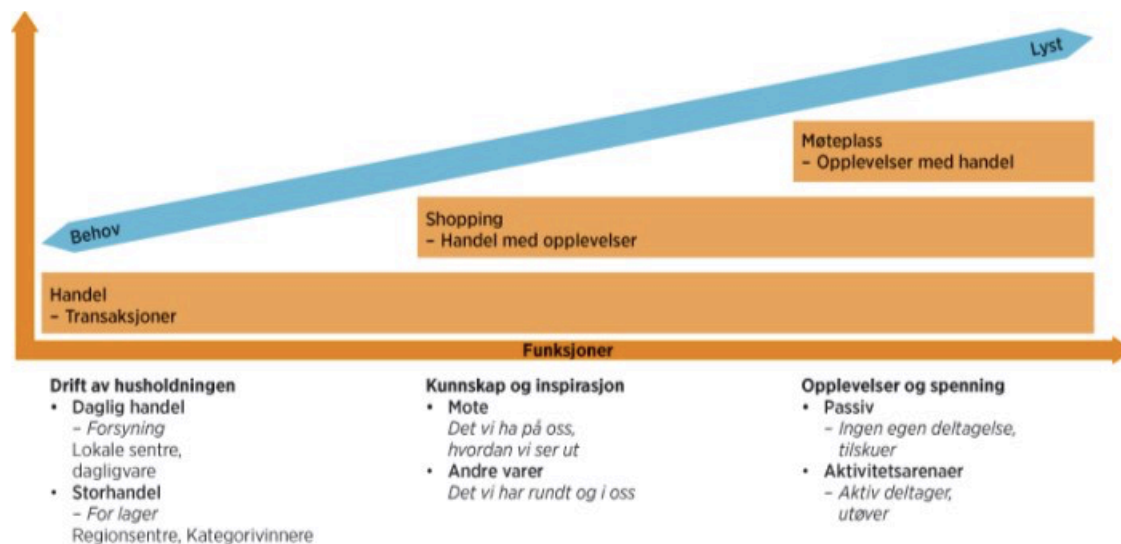 Lyst
Behov
Møteplass
– Opplevelser med handel
Shopping
– Handel med opplevelser
Handel
– Transaksjoner
Funksjoner
Drift av husholdningen
• Daglig handel
– Forsyning
Lokale sentre,
dagligvare
• Storhandel
– For lager
Regionsentre, Kategorivinnere
Kunnskap og inspirasjon
• Mote
Det vi ha på oss,
hvordan vi ser ut
• Andre varer
Det vi har rundt og i oss
Opplevelser og spenning
• Passiv
– Ingen egen deltagelse,
tilskuer
• Aktivitetsarenaer
– Aktiv deltager,
utøver